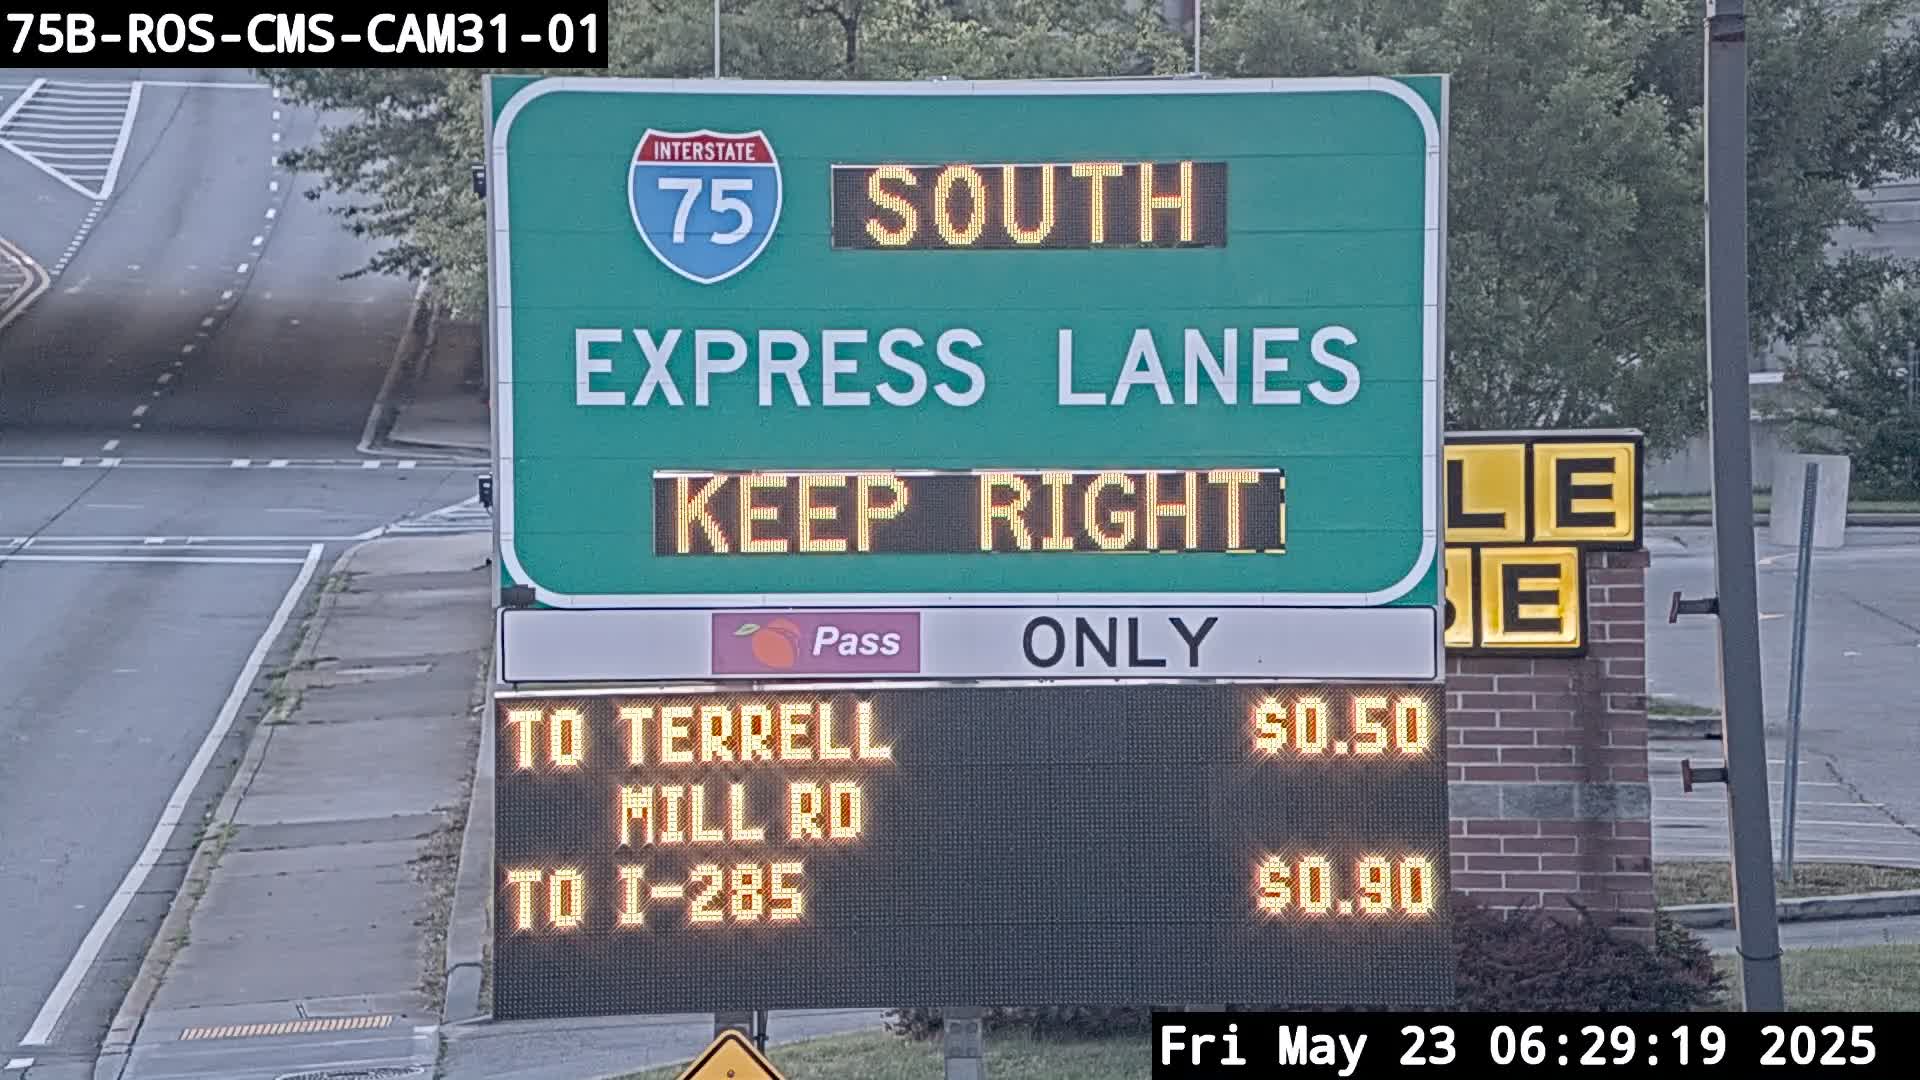 75B-ROS-CMS-CAM31-01
INTERSTATE
75
SOUTH
EXPRESS LANES
KEEP RIGHT
Pass ONLY
TO TERRELL $0.50
MILL RD
TO I-285 $0.90
LE
E
Fri May 23 06:29:19 2025